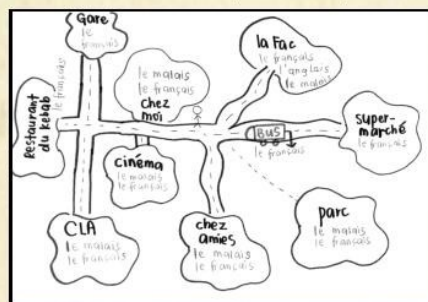 Gare
le
français
la Fac
le français
l'anglais
le malais
le malais
le français
chez
moi
Restaurant
du kebab
le français
BUS
le français
super-
marché
le français
cinéma
le malais
le français
CLA
le malais
le français
chez
amies
le malais
le français
parc
le malais
le français